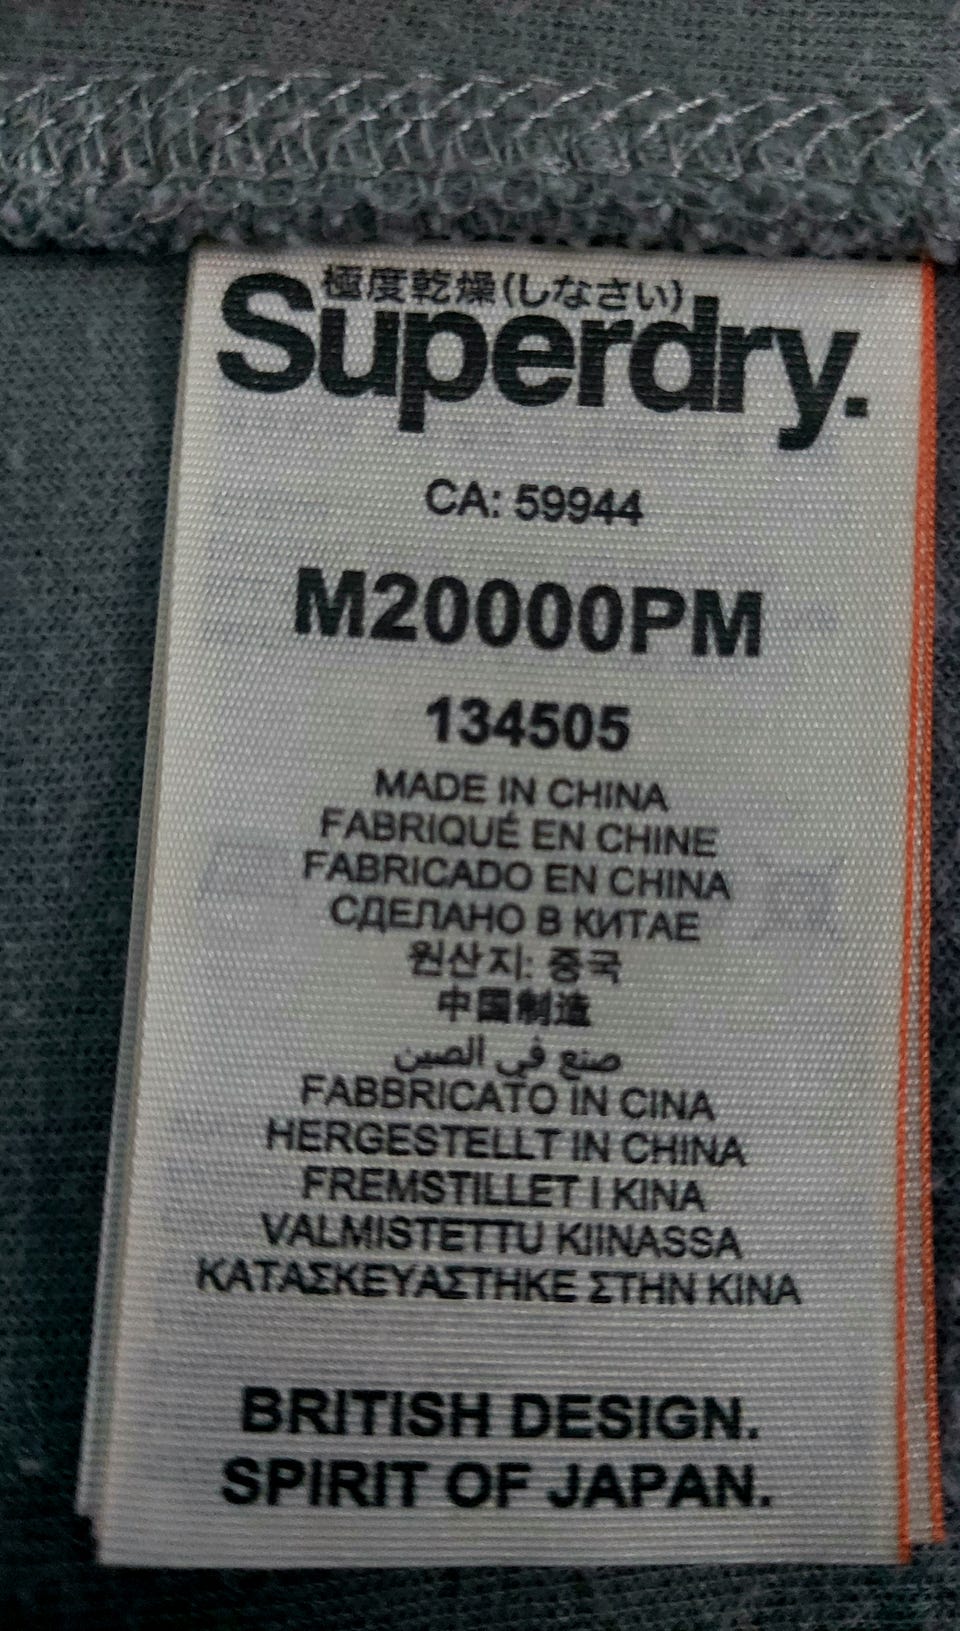 極度乾燥(しなさい)
Superdry.
CA: 59944
M20000PM
134505
MADE IN CHINA
FABRIQUÉ EN CHINE
FABRICADO EN CHINA
СДЕЛАНО В КИТАЕ
원산지: 중국
中国制造
صنع في الصين
FABBRICATO IN CINA
HERGESTELLT IN CHINA
FREMSTILLET I KINA
VALMISTETTU KIINASSA
ΚΑΤΑΣΚΕΥΑΣΤΗΚΕ ΣΤΗΝ ΚΙΝΑ
BRITISH DESIGN.
SPIRIT OF JAPAN.